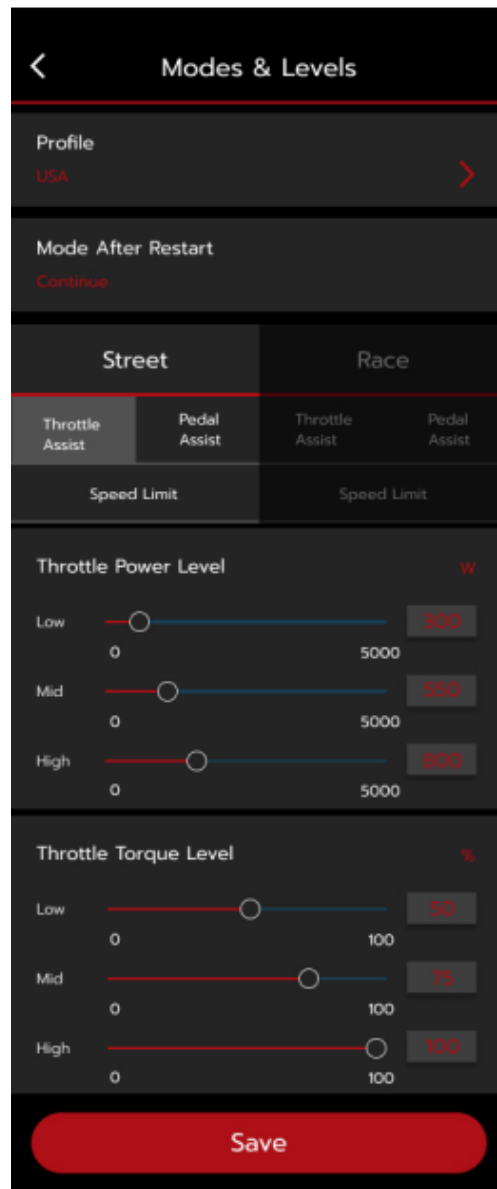 Modes & Levels
Profile
USA
Mode After Restart
Continue
Street
Race
Throttle Assist
Pedal Assist
Throttle Assist
Pedal Assist
Speed Limit
Speed Limit
Throttle Power Level W
Low 300
0 5000
Mid 550
0 5000
High 800
0 5000
Throttle Torque Level %
Low 50
0 100
Mid 75
0 100
High 100
0 100
Save